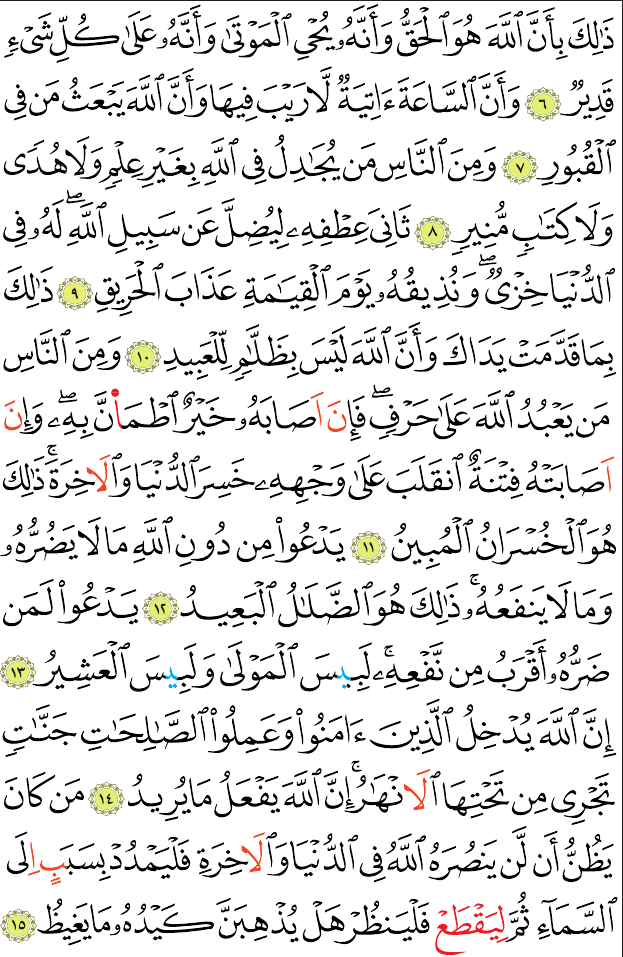 ذَٰلِكَ بِأَنَّ ٱللَّهَ هُوَ ٱلْحَقُّ وَأَنَّهُۥ يُحْىِ ٱلْمَوْتَىٰ وَأَنَّهُۥ عَلَىٰ كُلِّ شَىْءٍ
قَدِيرٌ ٦ وَأَنَّ ٱلسَّاعَةَ ءَاتِيَةٌ لَّا رَيْبَ فِيهَا وَأَنَّ ٱللَّهَ يَبْعَثُ مَن فِى
ٱلْقُبُورِ ٧ وَمِنَ ٱلنَّاسِ مَن يُجَٰدِلُ فِى ٱللَّهِ بِغَيْرِ عِلْمٍ وَلَا هُدًى
وَلَا كِتَٰبٍ مُّنِيرٍ ٨ ثَانِىَ عِطْفِهِۦ لِيُضِلَّ عَن سَبِيلِ ٱللَّهِ ۖ لَهُۥ فِى
ٱلدُّنْيَا خِزْىٌ ۖ وَنُذِيقُهُۥ يَوْمَ ٱلْقِيَٰمَةِ عَذَابَ ٱلْحَرِيقِ ٩ ذَٰلِكَ
بِمَا قَدَّمَتْ يَدَاكَ وَأَنَّ ٱللَّهَ لَيْسَ بِظَلَّٰمٍ لِّلْعَبِيدِ ١٠ وَمِنَ ٱلنَّاسِ
مَن يَعْبُدُ ٱللَّهَ عَلَىٰ حَرْفٍ ۖ فَإِنَ اَصَابَهُۥ خَيْرٌ ٱطْمَأَنَّ بِهِۦ ۖ وَإِنَ
اَصَابَتْهُ فِتْنَةٌ ٱنقَلَبَ عَلَىٰ وَجْهِهِۦ خَسِرَ ٱلدُّنْيَا وَٱلَاخِرَةَ ۚ ذَٰلِكَ
هُوَ ٱلْخُسْرَانُ ٱلْمُبِينُ ١١ يَدْعُوا۟ مِن دُونِ ٱللَّهِ مَا لَا يَضُرُّهُۥ
وَمَا لَا يَنفَعُهُۥ ۚ ذَٰلِكَ هُوَ ٱلضَّلَٰلُ ٱلْبَعِيدُ ١٢ يَدْعُوا۟ لَمَن
ضَرُّهُۥٓ أَقْرَبُ مِن نَّفْعِهِۦ ۚ لَبِيسَ ٱلْمَوْلَىٰ وَلَبِيسَ ٱلْعَشِيرُ ١٣
إِنَّ ٱللَّهَ يُدْخِلُ ٱلَّذِينَ ءَامَنُوا۟ وَعَمِلُوا۟ ٱلصَّٰلِحَٰتِ جَنَّٰتٍ
تَجْرِى مِن تَحْتِهَا ٱلَانْهَٰرُ ۚ إِنَّ ٱللَّهَ يَفْعَلُ مَا يُرِيدُ ١٤ مَن كَانَ
يَظُنُّ أَن لَّن يَنصُرَهُ ٱللَّهُ فِى ٱلدُّنْيَا وَٱلَاخِرَةِ فَلْيَمْدُدْ بِسَبَبٍ اِلَى
ٱلسَّمَآءِ ثُمَّ لِيَقْطَعْ فَلْيَنظُرْ هَلْ يُذْهِبَنَّ كَيْدُهُۥ مَا يَغِيظُ ١٥